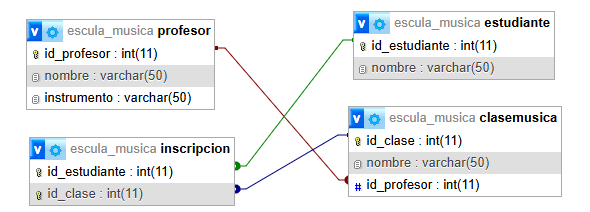 v escula_musica profesor
id_profesor : int(11)
nombre : varchar(50)
instrumento : varchar(50)
v escula_musica estudiante
id_estudiante : int(11)
nombre : varchar(50)
v escula_musica inscripcion
id_estudiante : int(11)
id_clase : int(11)
v escula_musica clasemusica
id_clase : int(11)
nombre : varchar(50)
# id_profesor : int(11)